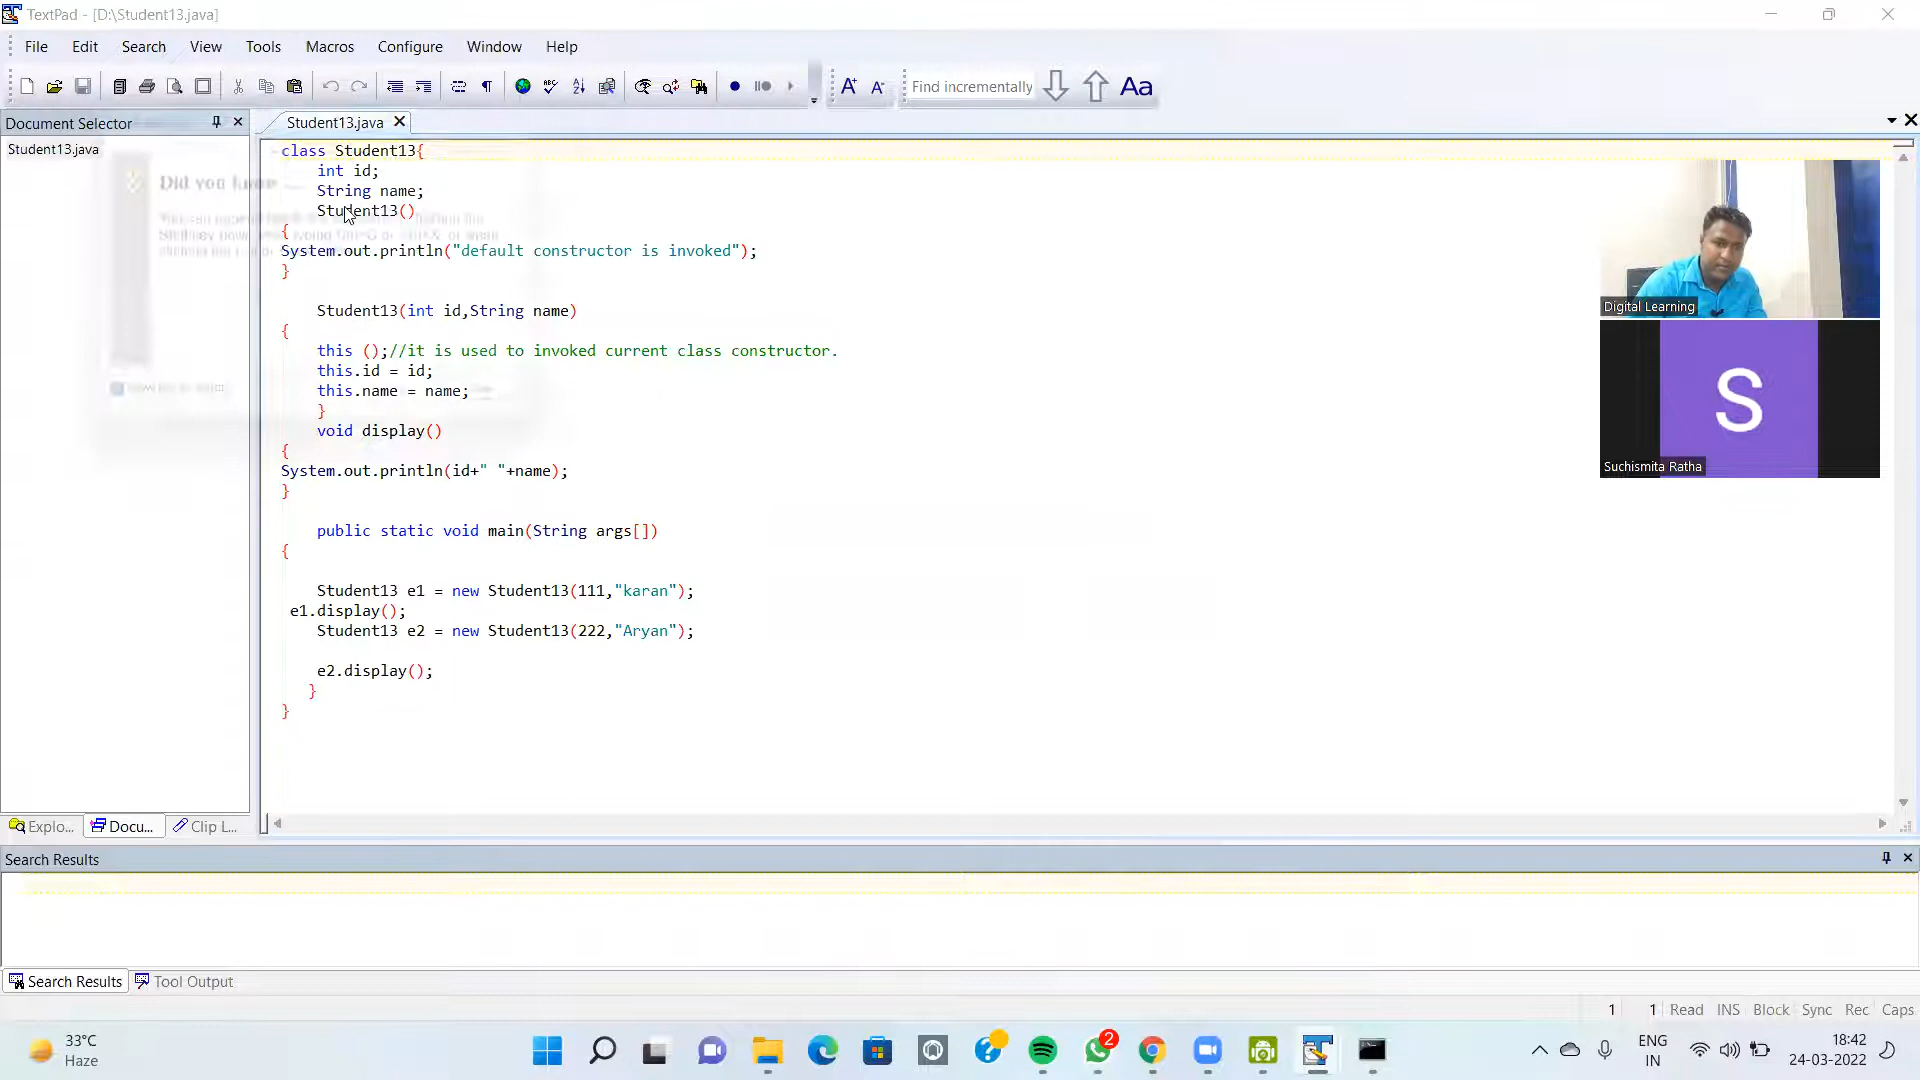 TextPad - [D:\Student13.java]
File Edit Search View Tools Macros Configure Window Help
Find incrementally
Document Selector
Student13.java
Student13.java
Did you know
class Student13{
int id;
String name;
Student13()
{
System.out.println("default constructor is invoked");
}
Student13(int id,String name)
{
this ();//it is used to invoked current class constructor.
this.id = id;
this.name = name;
}
void display()
{
System.out.println(id+" "+name);
}
public static void main(String args[])
{
Student13 e1 = new Student13(111,"karan");
e1.display();
Student13 e2 = new Student13(222,"Aryan");
e2.display();
}
}
Digital Learning
S
Suchismita Ratha
Explo... Docu... Clip L...
Search Results
Search Results Tool Output
1 1 Read INS Block Sync Rec Caps
33°C
Haze
2
ENG
IN
18:42
24-03-2022